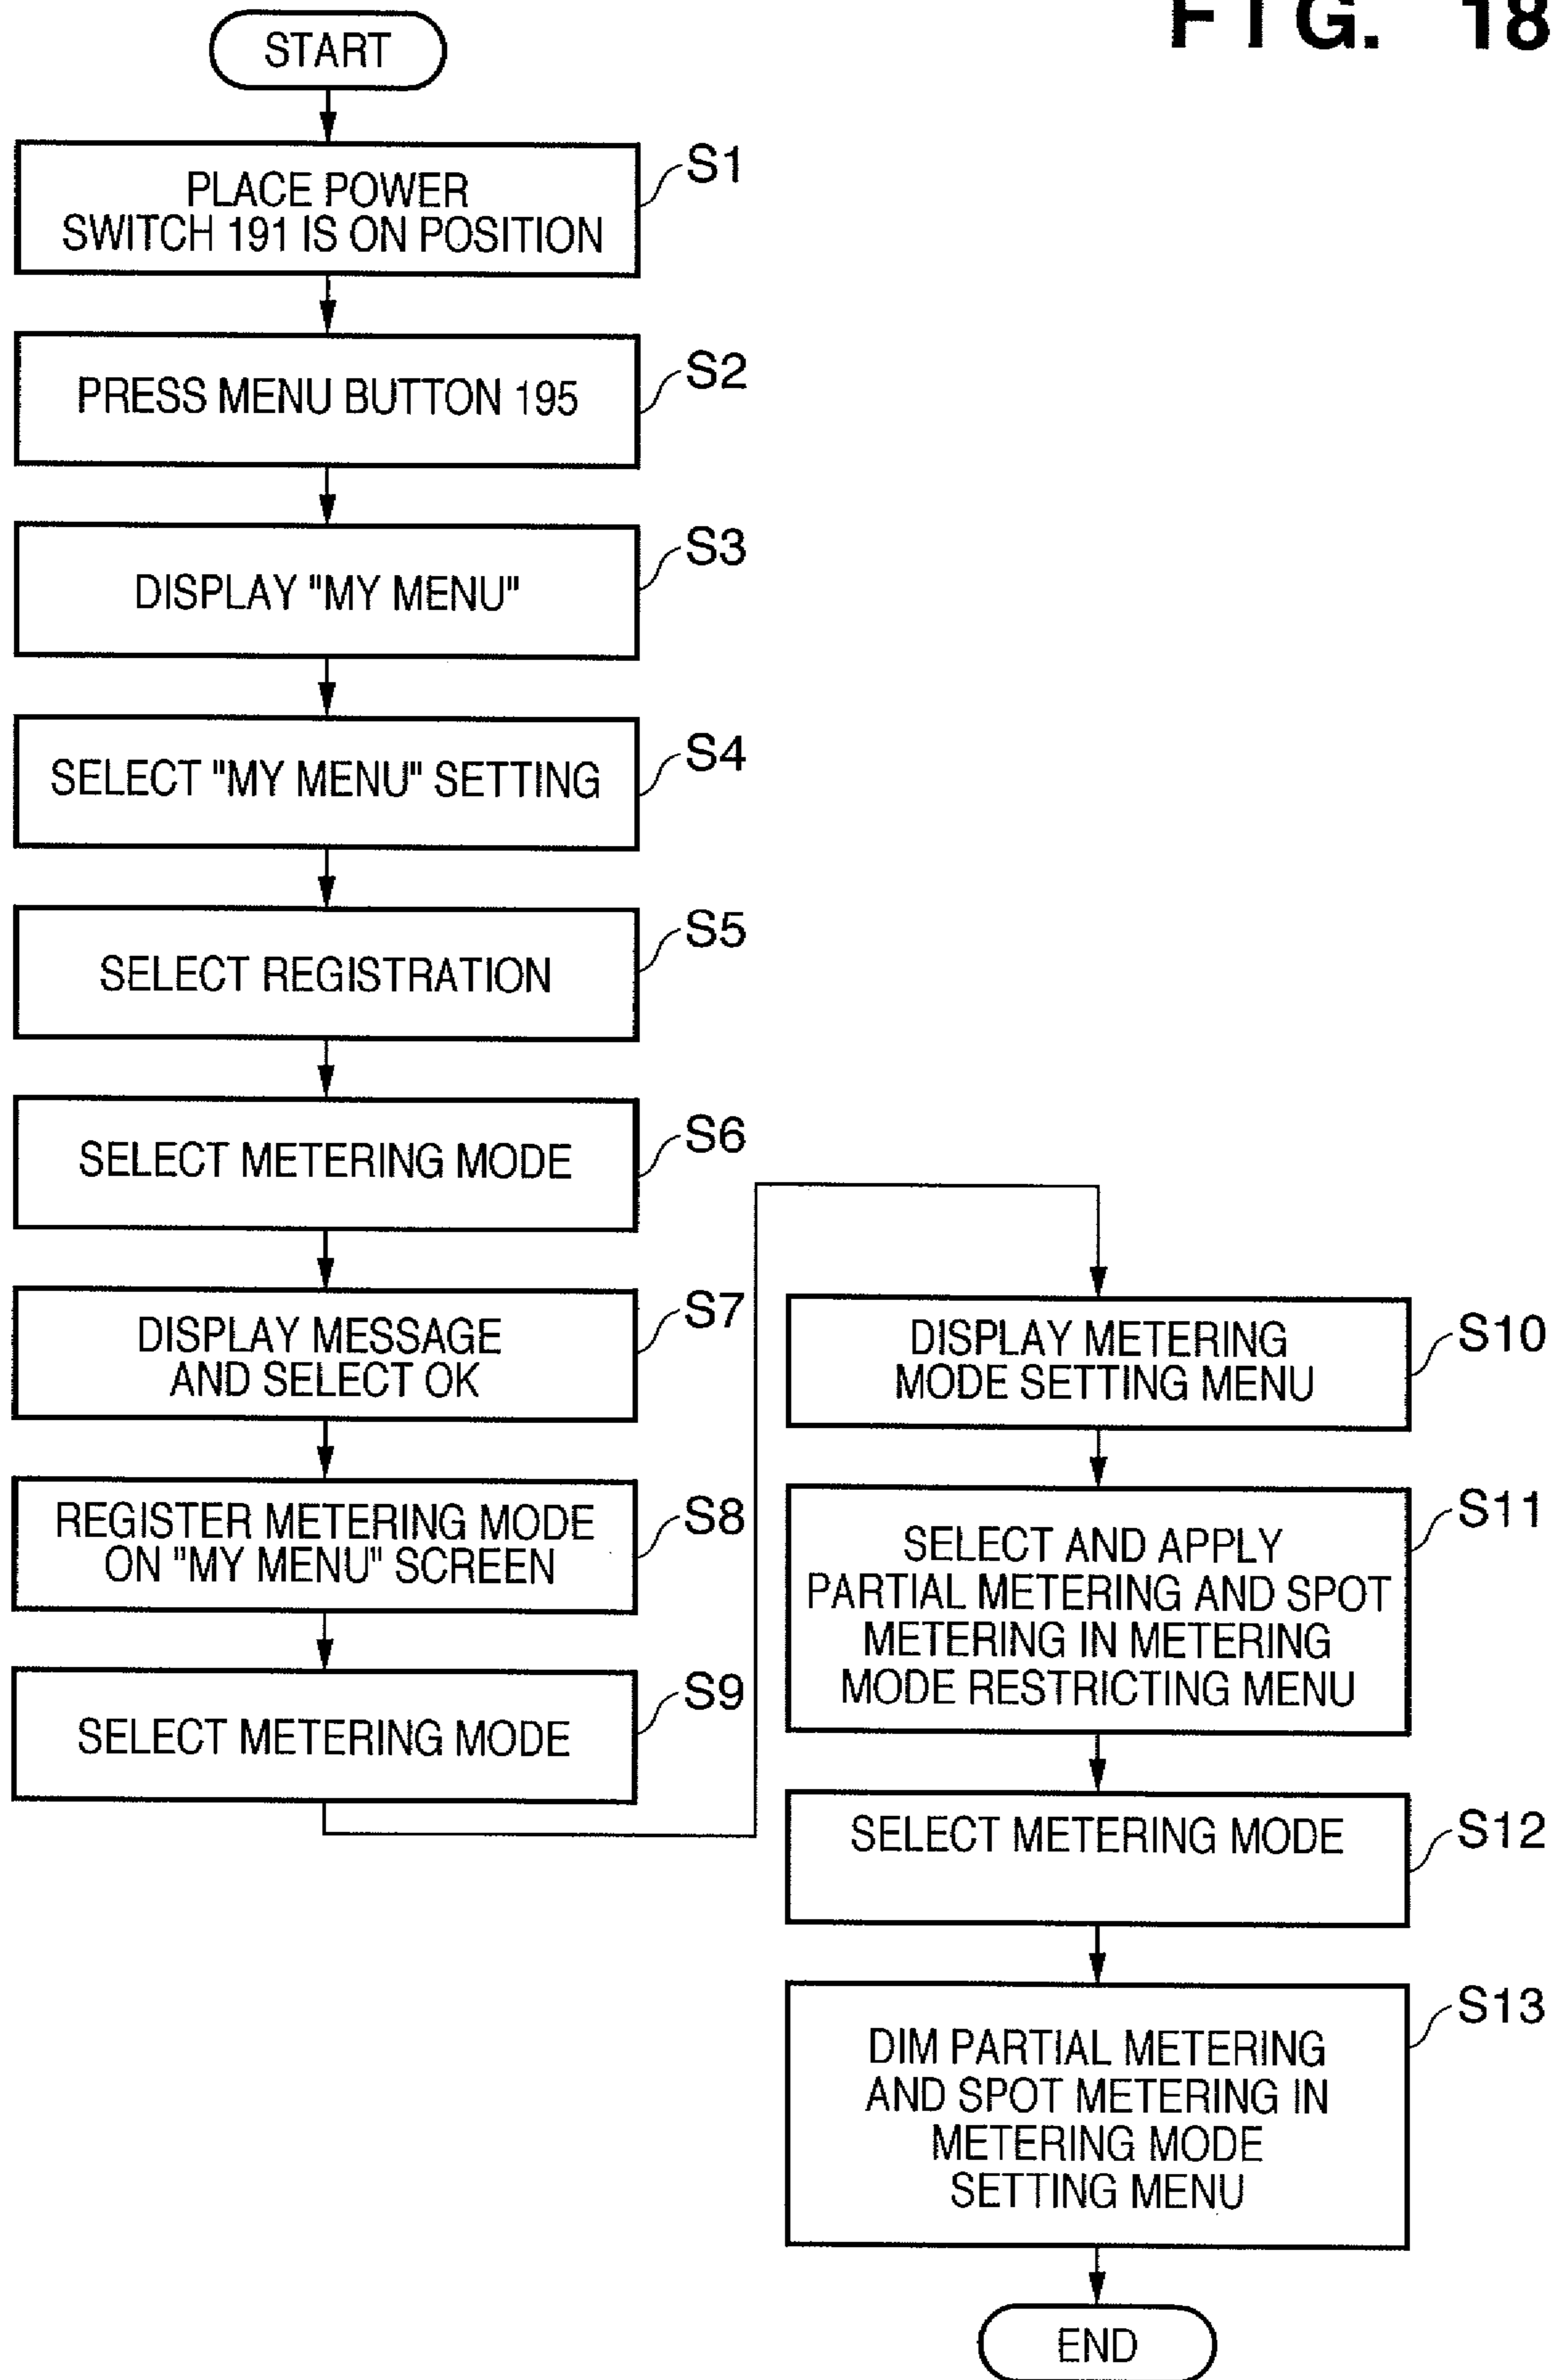 FIG. 18
START
PLACE POWER
SWITCH 191 IS ON POSITION
S1
PRESS MENU BUTTON 195
S2
DISPLAY "MY MENU"
S3
SELECT "MY MENU" SETTING
S4
SELECT REGISTRATION
S5
SELECT METERING MODE
S6
DISPLAY MESSAGE
AND SELECT OK
S7
REGISTER METERING MODE
ON "MY MENU" SCREEN
S8
SELECT METERING MODE
S9
DISPLAY METERING
MODE SETTING MENU
S10
SELECT AND APPLY
PARTIAL METERING AND SPOT
METERING IN METERING
MODE RESTRICTING MENU
S11
SELECT METERING MODE
S12
DIM PARTIAL METERING
AND SPOT METERING IN
METERING MODE
SETTING MENU
S13
END